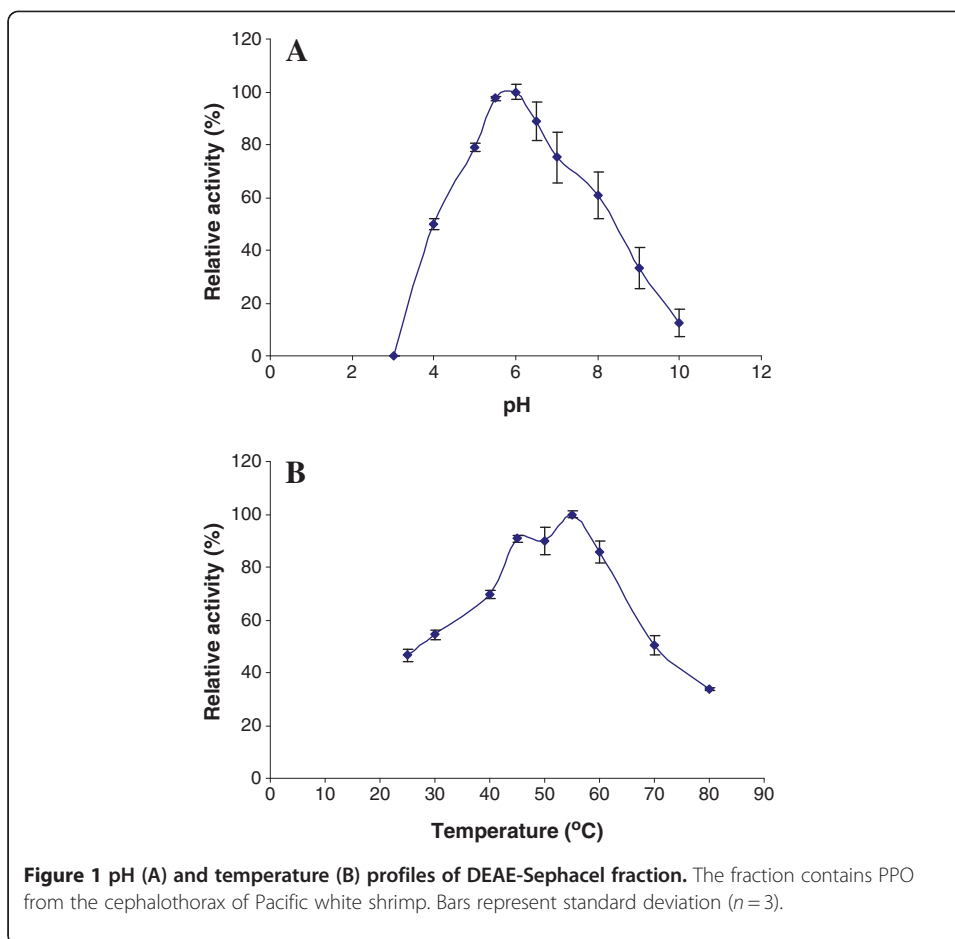 A
120
100
80
60
40
20
0
Relative activity (%)
0 2 4 6 8 10 12
pH
B
120
100
80
60
40
20
0
Relative activity (%)
0 10 20 30 40 50 60 70 80 90
Temperature (°C)
Figure 1 pH (A) and temperature (B) profiles of DEAE-Sephacel fraction. The fraction contains PPO
from the cephalothorax of Pacific white shrimp. Bars represent standard deviation (n = 3).